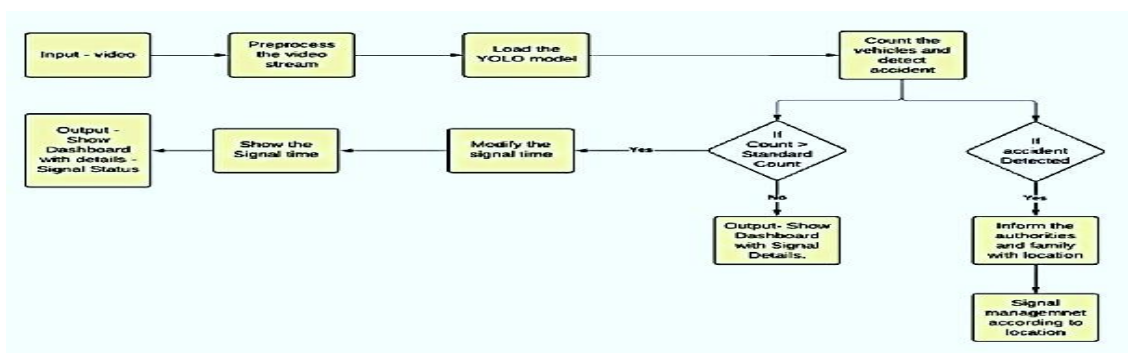 Input - video
Preprocess
the video
stream
Load the
YOLO model
Count the
vehicles and
detect
accident
If
Count >
Standard
Count
If
accident
Detected
Yes
Modify the
signal time
Show the
Signal time
Output -
Show
Dashboard
with details -
Signal Status
No
Output- Show
Dashboard
with Signal
Details.
Yes
Inform the
authorities
and family
with location
Signal
managemnet
according to
location